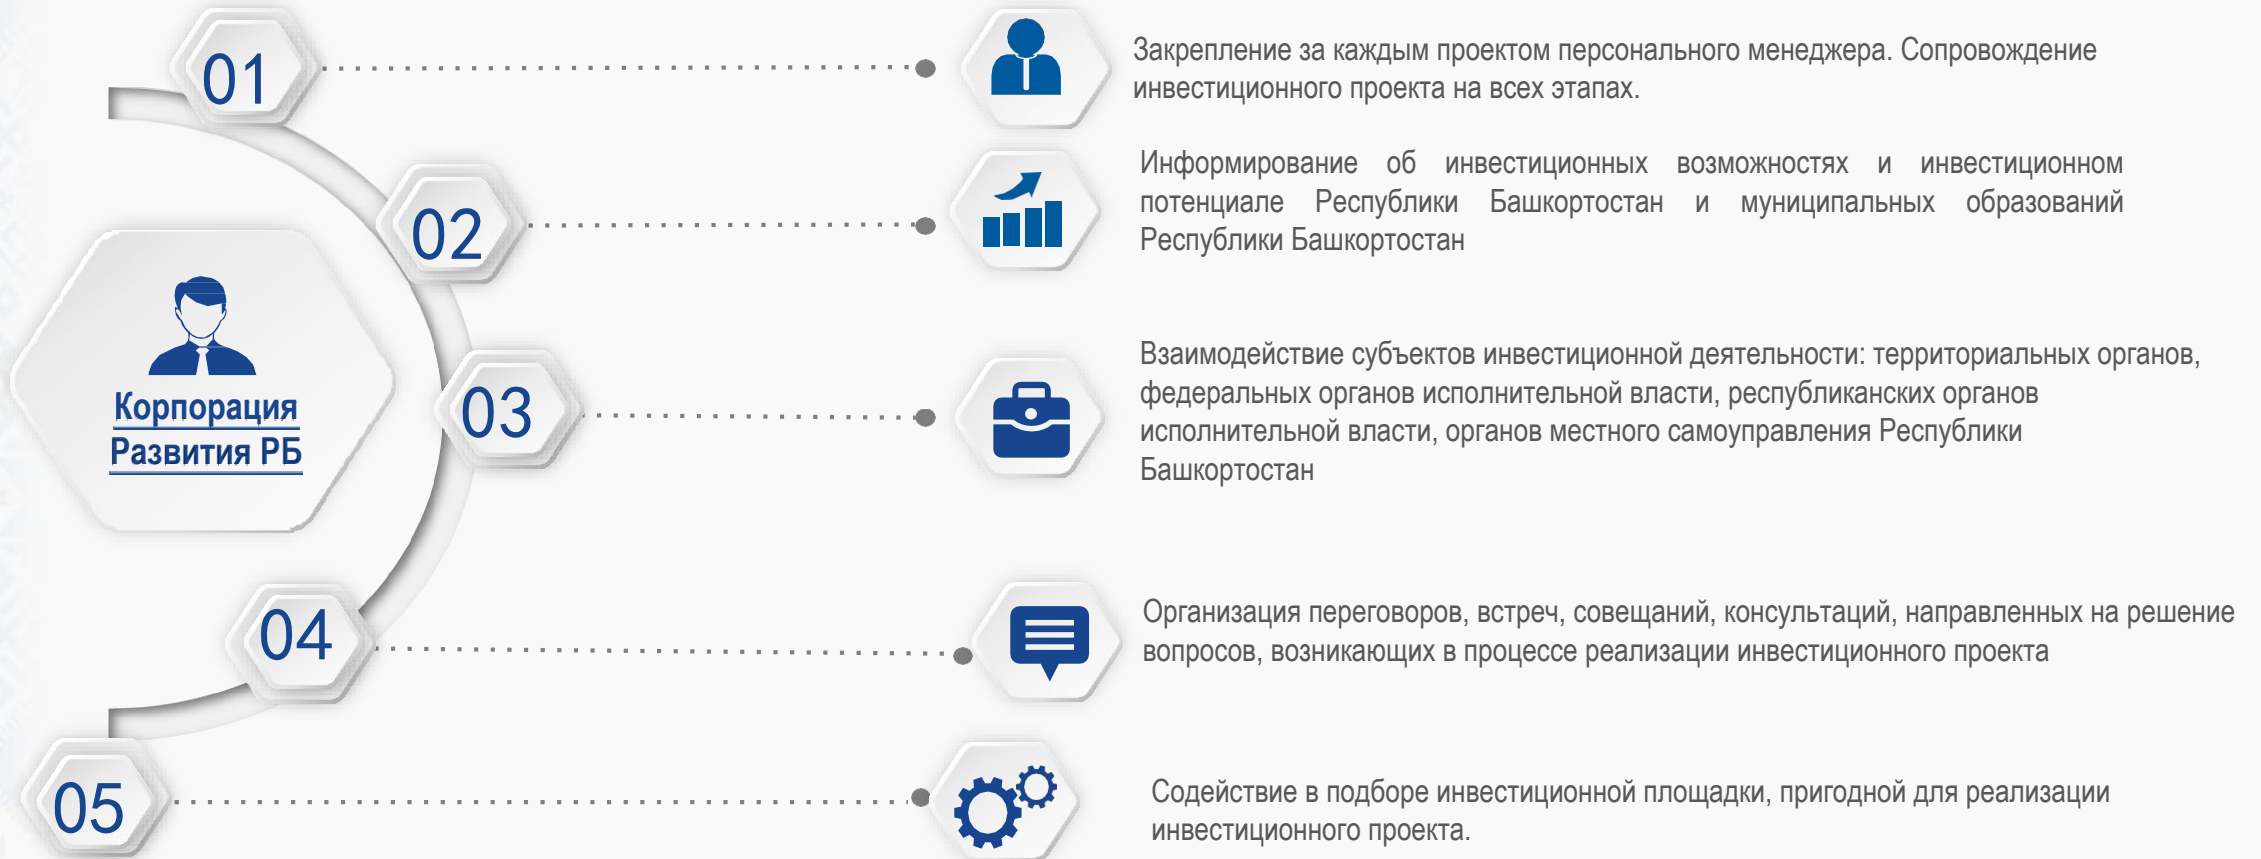 01
Закрепление за каждым проектом персонального менеджера. Сопровождение
инвестиционного проекта на всех этапах.
02
Информирование об инвестиционных возможностях и инвестиционном
потенциале Республики Башкортостан и муниципальных образований
Республики Башкортостан
Корпорация
Развития РБ
03
Взаимодействие субъектов инвестиционной деятельности: территориальных органов,
федеральных органов исполнительной власти, республиканских органов
исполнительной власти, органов местного самоуправления Республики
Башкортостан
04
Организация переговоров, встреч, совещаний, консультаций, направленных на решение
вопросов, возникающих в процессе реализации инвестиционного проекта
05
Содействие в подборе инвестиционной площадки, пригодной для реализации
инвестиционного проекта.